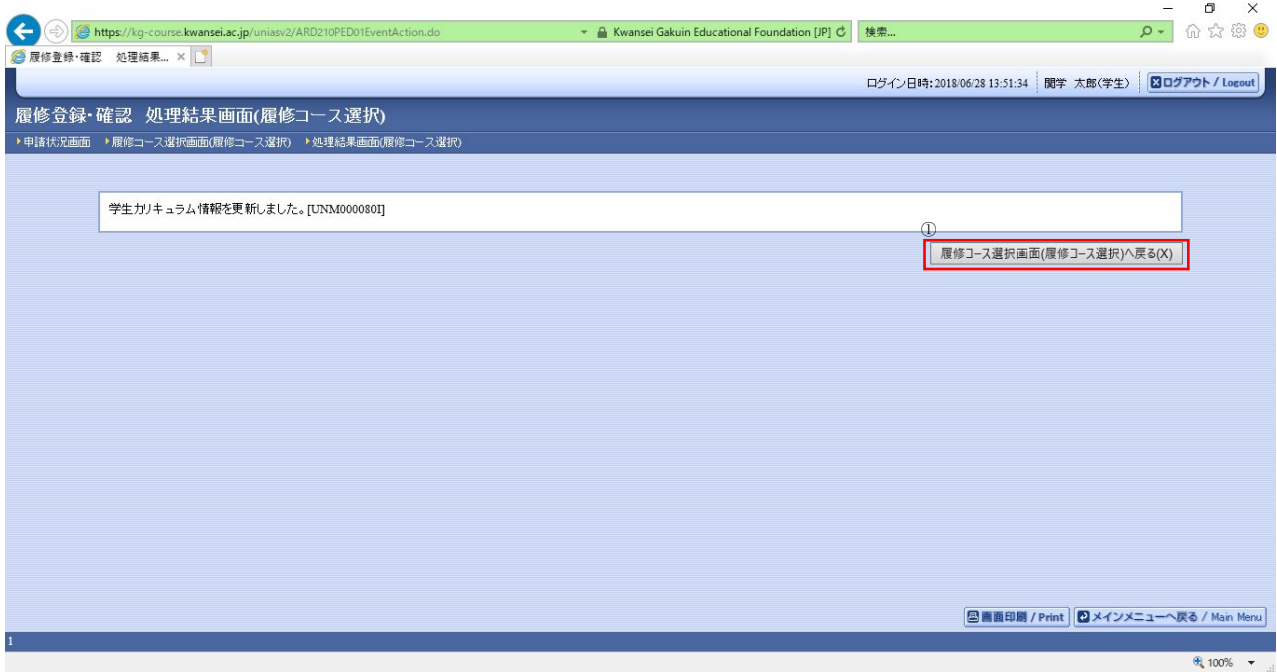 https://kg-course.kwansei.ac.jp/uniasv2/ARD210PED01EventAction.do
Kwansei Gakuin Educational Foundation [JP]
検索...
履修登録・確認 処理結果...
ログイン日時:2018/06/28 13:51:34 関学 太郎(学生) ログアウト / Logout
履修登録・確認 処理結果画面(履修コース選択)
申請状況画面 履修コース選択画面(履修コース選択) 処理結果画面(履修コース選択)
学生カリキュラム情報を更新しました。[UNM000080I]
①
履修コース選択画面(履修コース選択)へ戻る(X)
画面印刷 / Print メインメニューへ戻る / Main Menu
1
100%